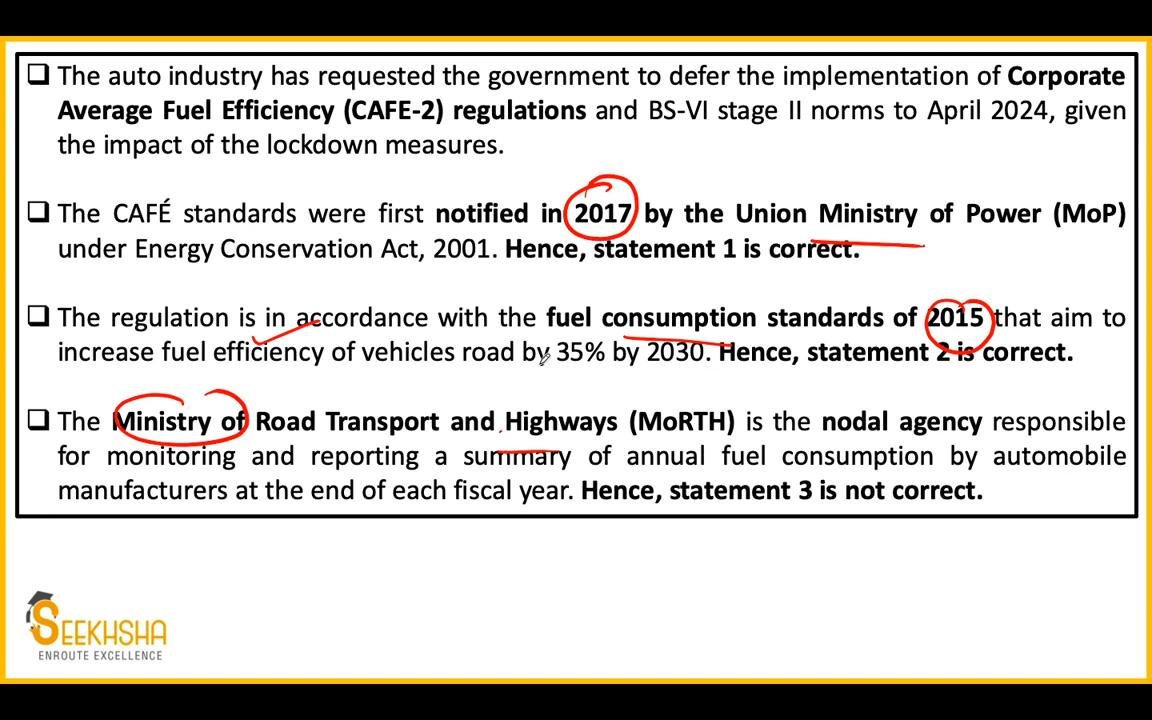 The auto industry has requested the government to defer the implementation of Corporate
Average Fuel Efficiency (CAFE-2) regulations and BS-VI stage II norms to April 2024, given
the impact of the lockdown measures.
The CAFÉ standards were first notified in 2017 by the Union Ministry of Power (MoP)
under Energy Conservation Act, 2001. Hence, statement 1 is correct.
The regulation is in accordance with the fuel consumption standards of 2015 that aim to
increase fuel efficiency of vehicles road by 35% by 2030. Hence, statement 2 is correct.
The Ministry of Road Transport and Highways (MoRTH) is the nodal agency responsible
for monitoring and reporting a summary of annual fuel consumption by automobile
manufacturers at the end of each fiscal year. Hence, statement 3 is not correct.
SEEKHSHA
ENROUTE EXCELLENCE